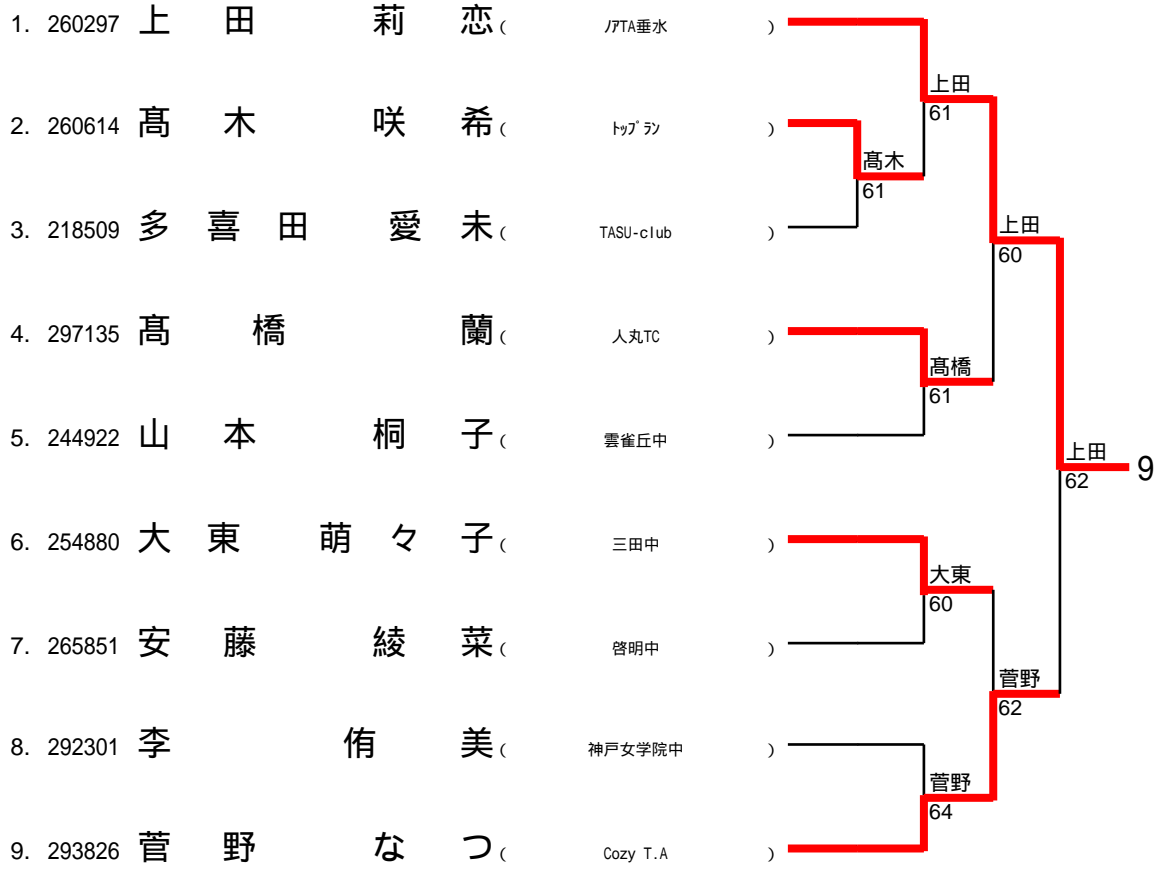 1. 260297 上田 莉恋 ( ﾉｱTA垂水 )
上田
61
2. 260614 髙木 咲希 ( ﾄｯﾌﾟﾗﾝ )
髙木
61
3. 218509 多喜田 愛未 ( TASU-club )
上田
60
4. 297135 髙橋 蘭 ( 人丸TC )
髙橋
61
5. 244922 山本 桐子 ( 雲雀丘中 )
上田 9
62
6. 254880 大東 萌々子 ( 三田中 )
大東
60
7. 265851 安藤 綾菜 ( 啓明中 )
菅野
62
8. 292301 李 侑美 ( 神戸女学院中 )
菅野
64
9. 293826 菅野 なつ ( Cozy T.A )